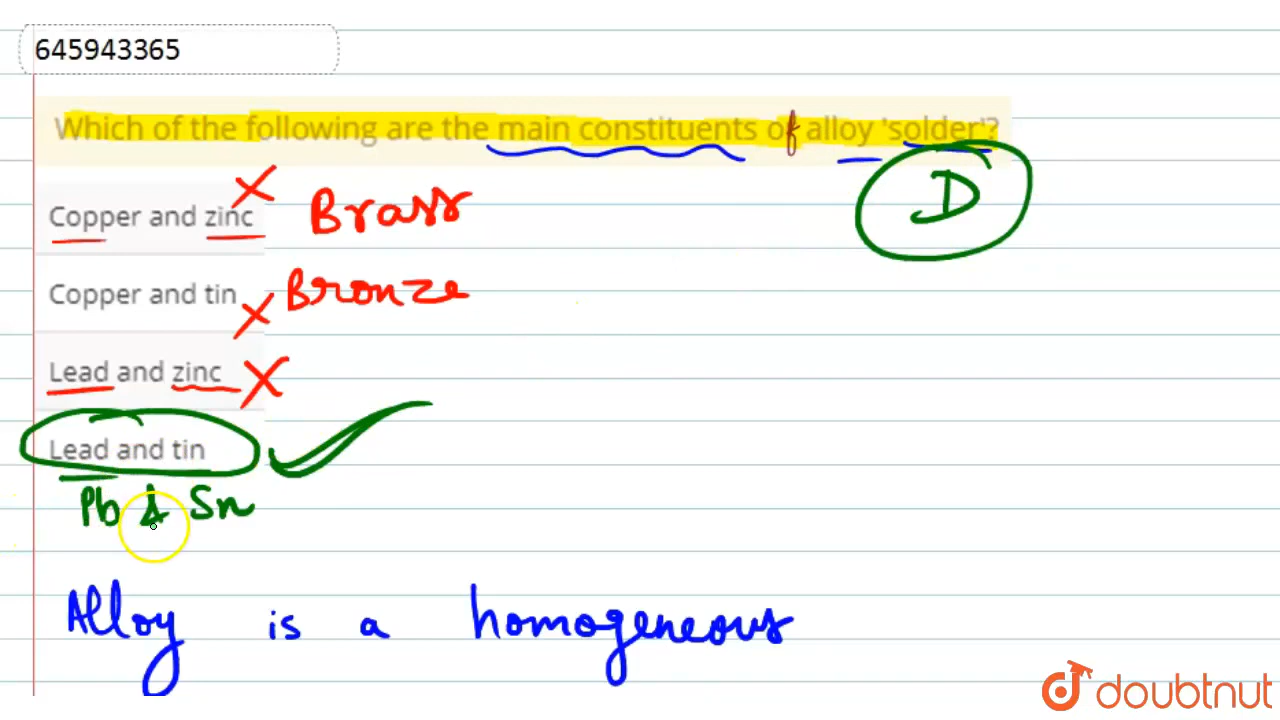 645943365
Which of the following are the main constituents of alloy 'solder'?
D
Copper and zinc Brass
Copper and tin Bronze
Lead and zinc
Lead and tin
Pb & Sn
Alloy is a homogeneous
doubtnut